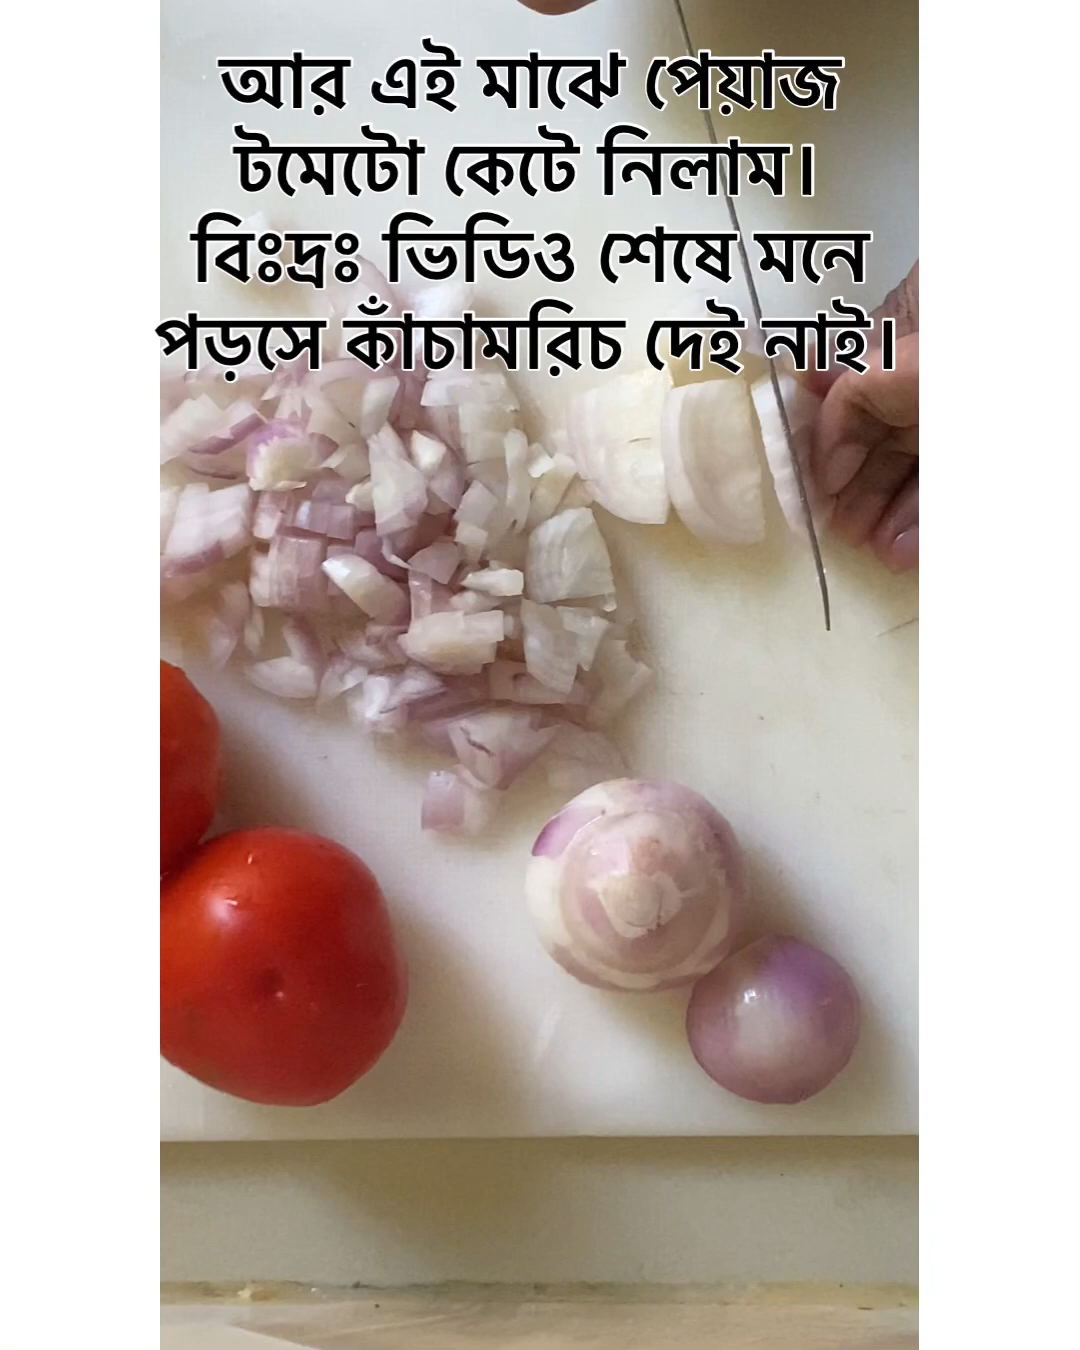 আর এই মাঝে পেয়াজ
টমেটো কেটে নিলাম।
বিঃদ্রঃ ভিডিও শেষে মনে
পড়সে কাঁচামরিচ দেই নাই।